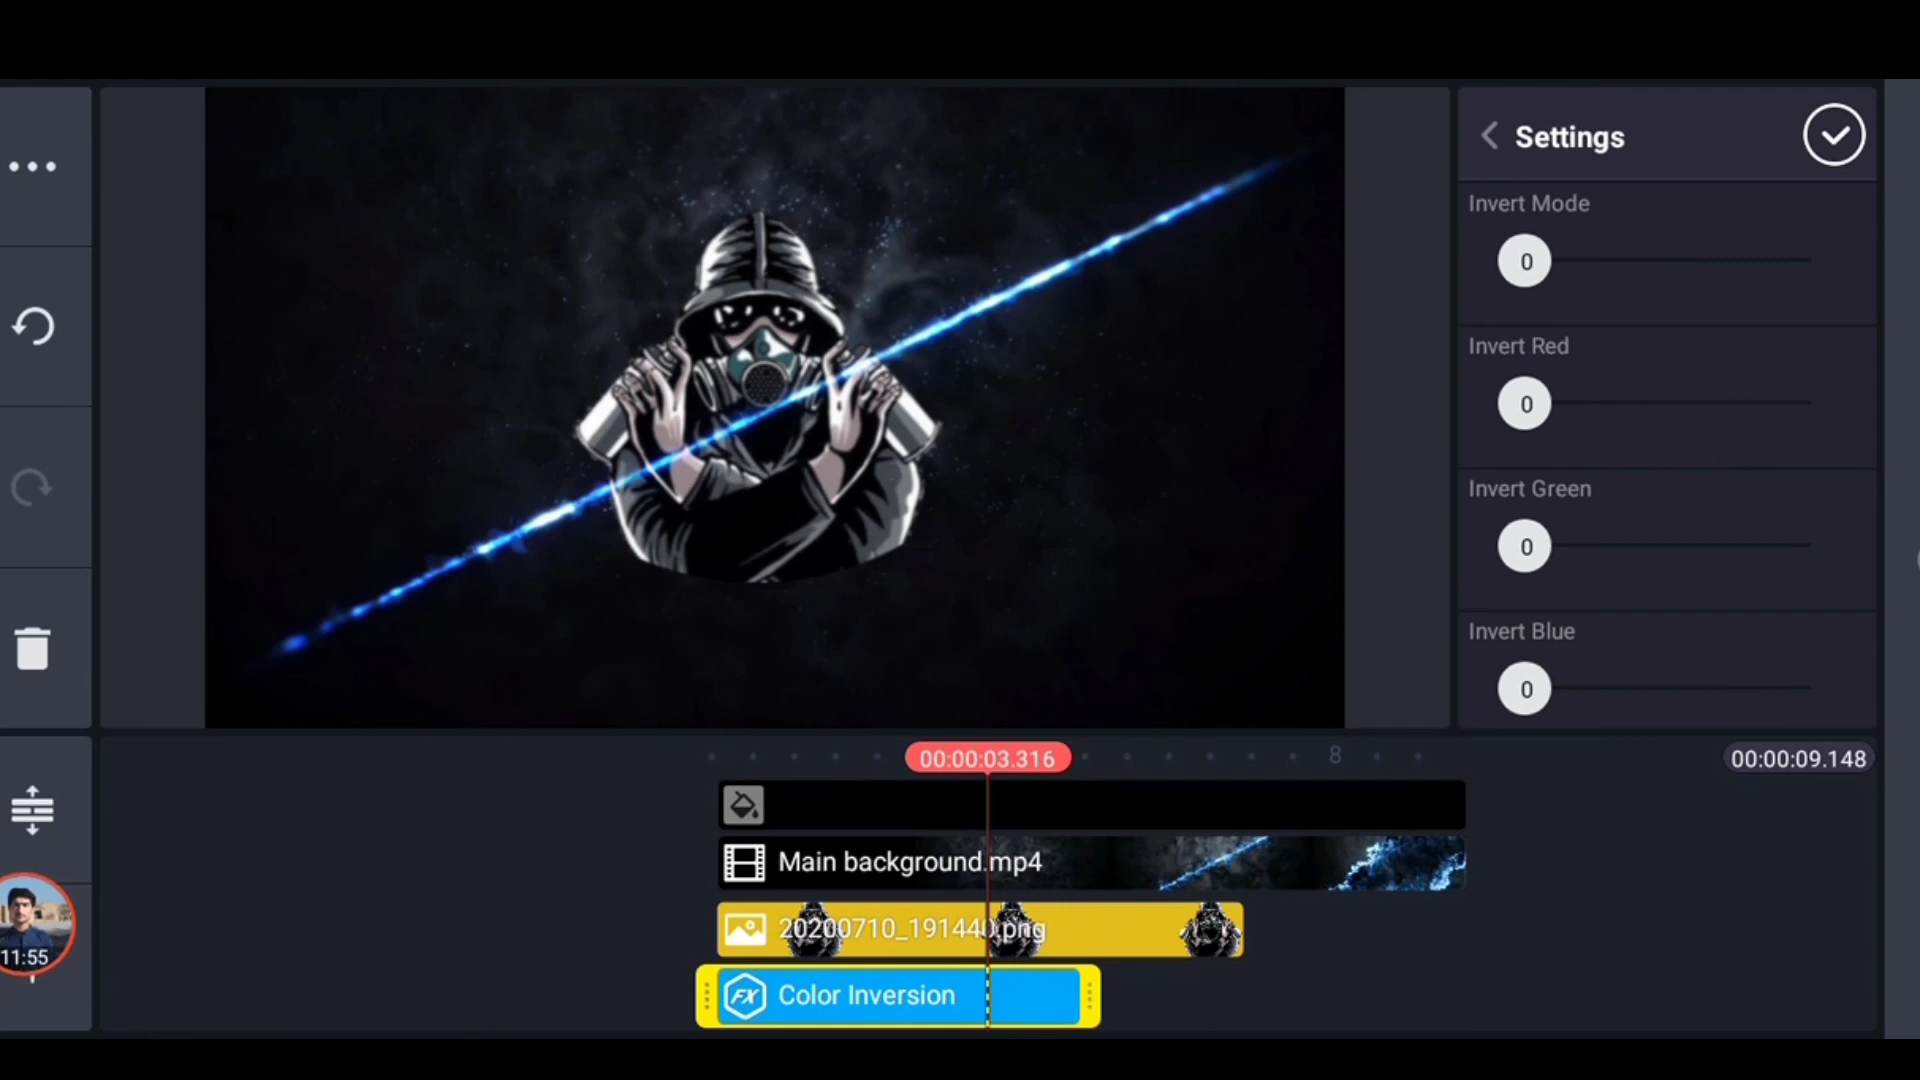 Settings
Invert Mode
0
Invert Red
0
Invert Green
0
Invert Blue
0
00:00:03.316
8
00:00:09.148
Main background.mp4
20200710_191440.png
FX Color Inversion
11:55